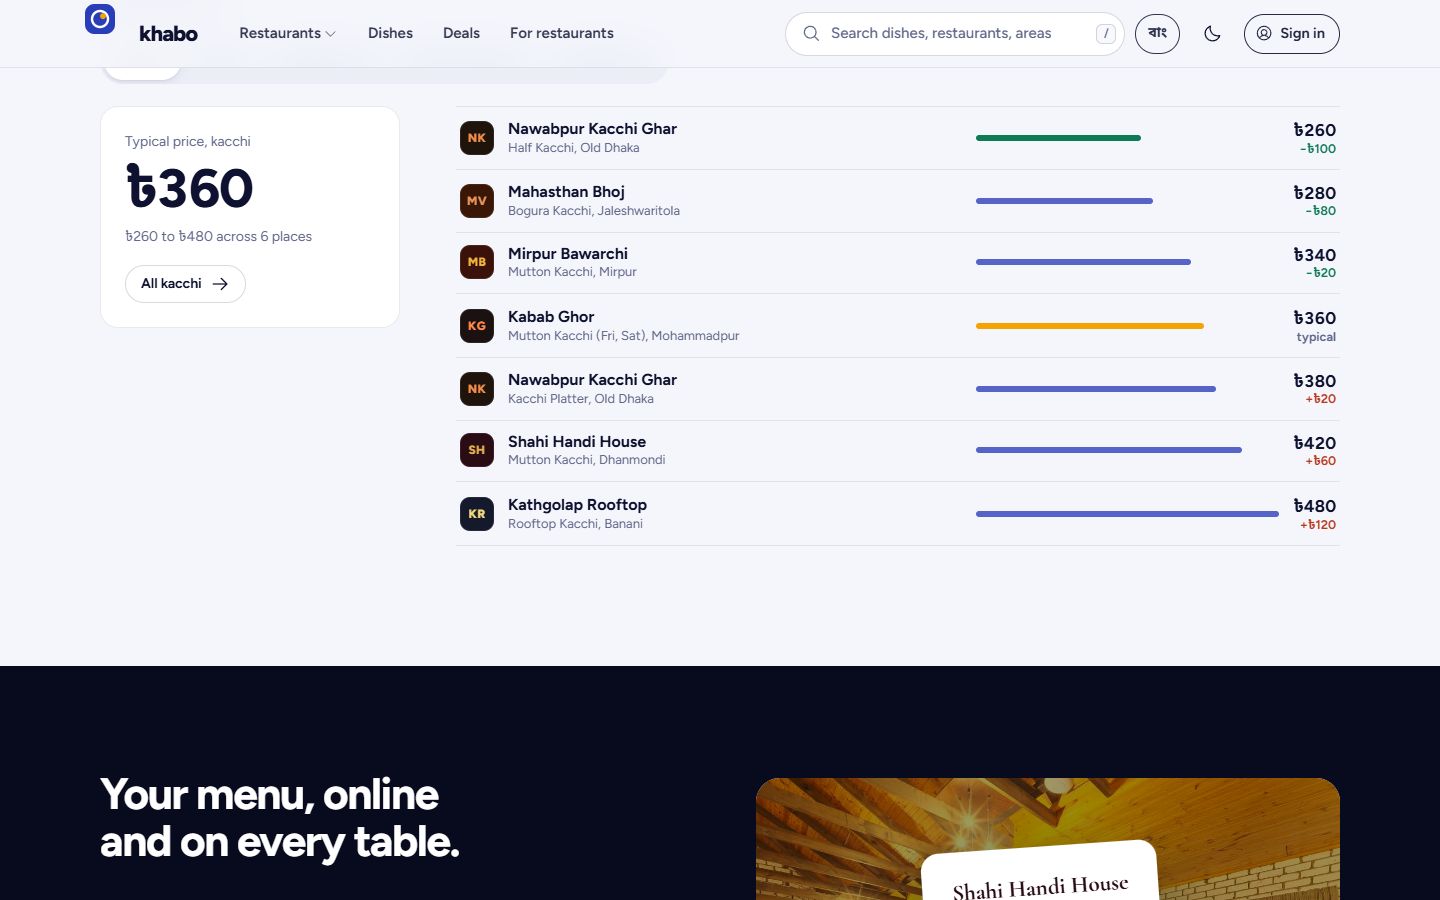 khabo
Restaurants
Dishes
Deals
For restaurants
Search dishes, restaurants, areas
/
বাং
Sign in
Typical price, kacchi
৳360
৳260 to ৳480 across 6 places
All kacchi
NK
Nawabpur Kacchi Ghar
Half Kacchi, Old Dhaka
৳260
−৳100
MV
Mahasthan Bhoj
Bogura Kacchi, Jaleshwaritola
৳280
−৳80
MB
Mirpur Bawarchi
Mutton Kacchi, Mirpur
৳340
−৳20
KG
Kabab Ghor
Mutton Kacchi (Fri, Sat), Mohammadpur
৳360
typical
NK
Nawabpur Kacchi Ghar
Kacchi Platter, Old Dhaka
৳380
+৳20
SH
Shahi Handi House
Mutton Kacchi, Dhanmondi
৳420
+৳60
KR
Kathgolap Rooftop
Rooftop Kacchi, Banani
৳480
+৳120
Your menu, online
and on every table.
Shahi Handi House